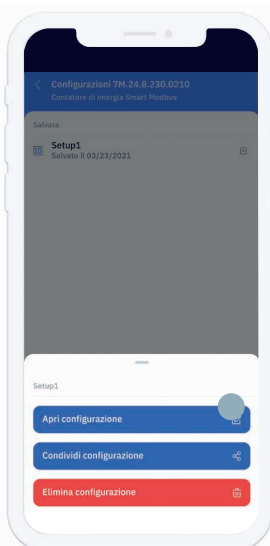 Configurazioni 7M.24.8.230.0210
Contatore di energia Smart Modbus
Salvata
Setup1
Salvato il 03/23/2021
Setup1
Apri configurazione
Condividi configurazione
Elimina configurazione